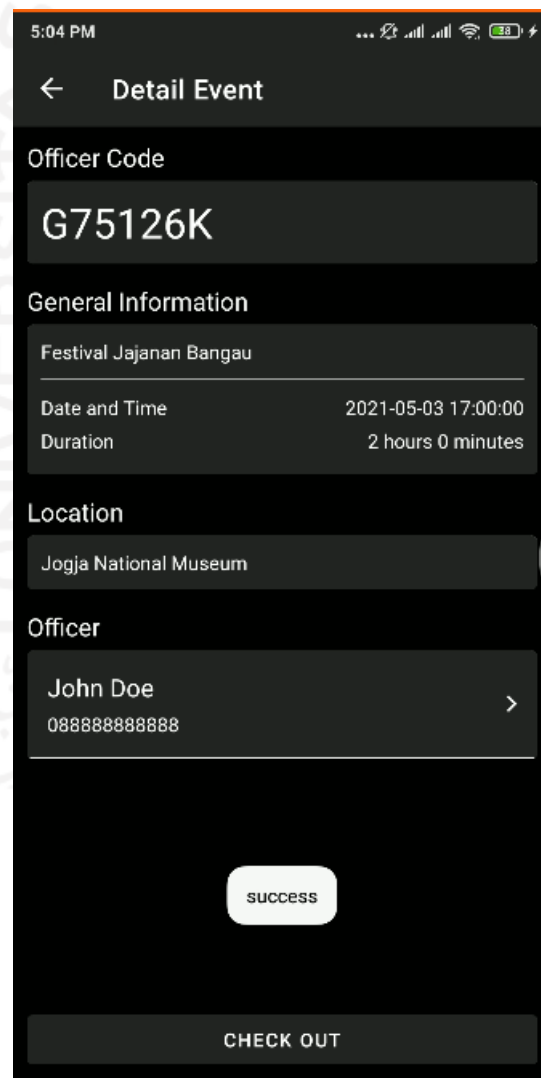 5:04 PM
38
Detail Event
Officer Code
G75126K
General Information
Festival Jajanan Bangau
Date and Time 2021-05-03 17:00:00
Duration 2 hours 0 minutes
Location
Jogja National Museum
Officer
John Doe
088888888888
success
CHECK OUT